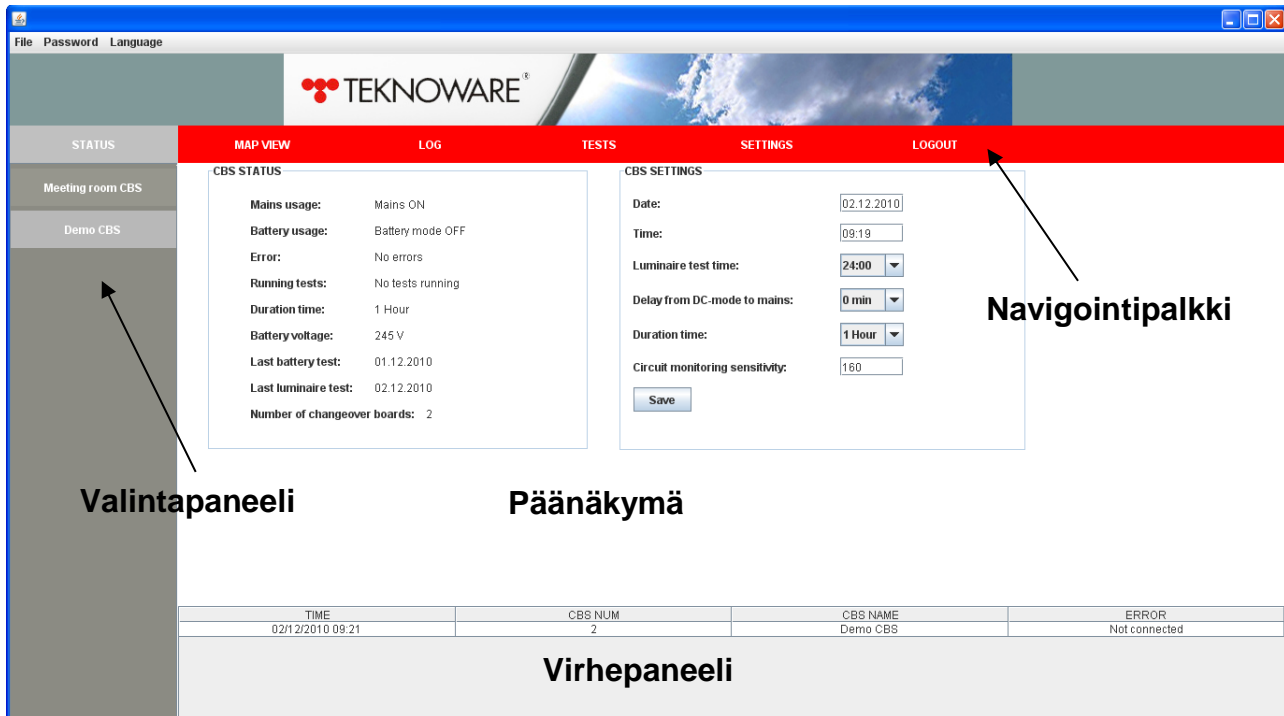 File Password Language
TEKNOWARE®
STATUS MAP VIEW LOG TESTS SETTINGS LOGOUT
Meeting room CBS
Demo CBS
CBS STATUS
Mains usage: Mains ON
Battery usage: Battery mode OFF
Error: No errors
Running tests: No tests running
Duration time: 1 Hour
Battery voltage: 245 V
Last battery test: 01.12.2010
Last luminaire test: 02.12.2010
Number of changeover boards: 2
CBS SETTINGS
Date: 02.12.2010
Time: 09:19
Luminaire test time: 24:00
Delay from DC-mode to mains: 0 min
Duration time: 1 Hour
Circuit monitoring sensitivity: 160
Save
Navigointipalkki
Valintapaneeli
Päänäkymä
TIME CBS NUM CBS NAME ERROR
02/12/2010 09:21 2 Demo CBS Not connected
Virhepaneeli